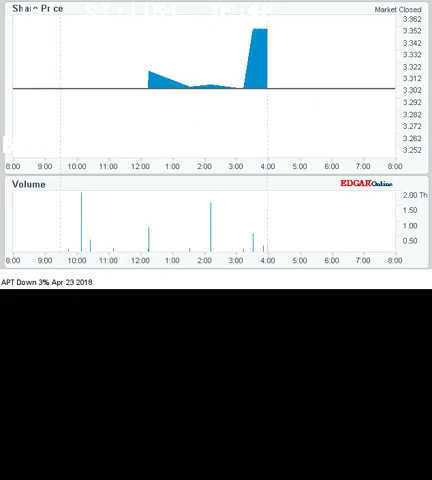 Share Price
Market Closed
3.362
3.352
3.342
3.332
3.322
3.312
3.302
3.292
3.282
3.272
3.262
3.252
8:00 9:00 10:00 11:00 12:00 1:00 2:00 3:00 4:00 5:00 6:00 7:00 8:00
Volume
EDGAROnline
2.00 Th
1.50
1.00
0.50
8:00 9:00 10:00 11:00 12:00 1:00 2:00 3:00 4:00 5:00 6:00 7:00 8:00
APT Down 3% Apr 23 2018